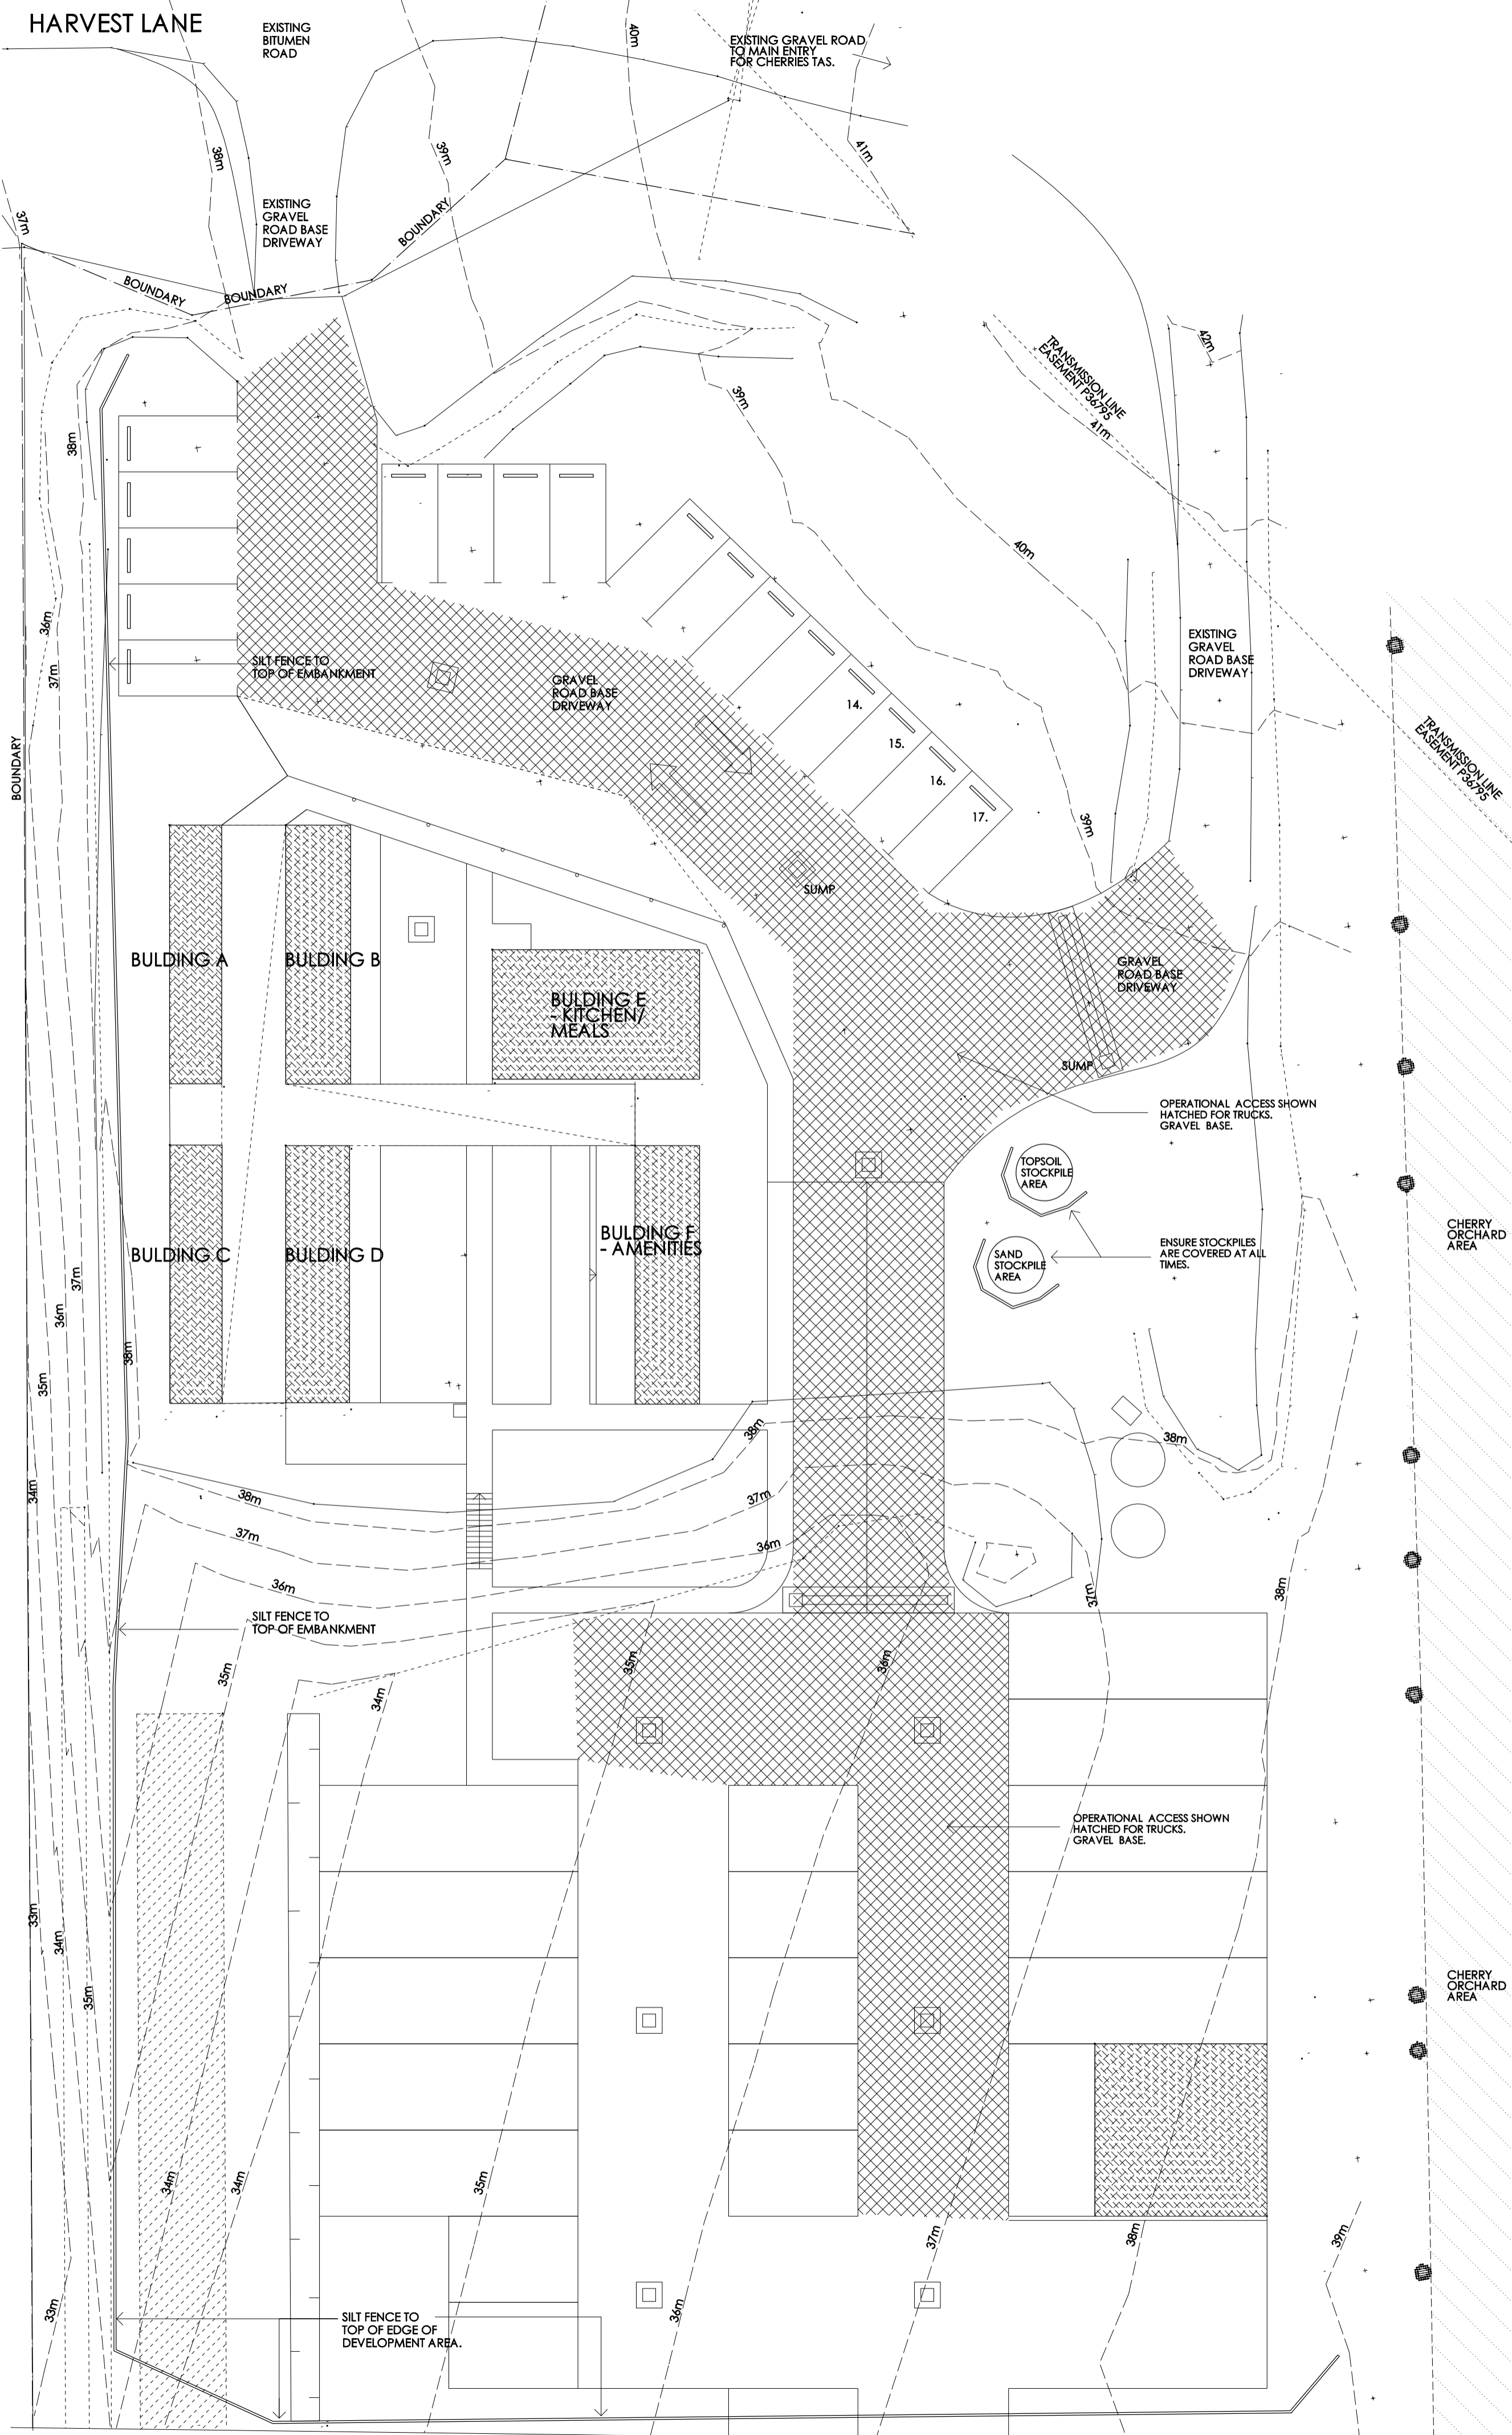 HARVEST LANE
EXISTING
BITUMEN
ROAD
40m
EXISTING GRAVEL ROAD
TO MAIN ENTRY
FOR CHERRIES TAS.
38m
39m
41m
37m
EXISTING
GRAVEL
ROAD BASE
DRIVEWAY
BOUNDARY
BOUNDARY
BOUNDARY
42m
TRANSMISSION LINE
EASEMENT P36795
41m
39m
38m
40m
36m
37m
SILT FENCE TO
TOP OF EMBANKMENT
GRAVEL
ROAD BASE
DRIVEWAY
EXISTING
GRAVEL
ROAD BASE
DRIVEWAY
14.
15.
16.
17.
TRANSMISSION LINE
EASEMENT P36795
BOUNDARY
39m
SUMP
BULDING A
BULDING B
BULDING E
- KITCHEN/
MEALS
GRAVEL
ROAD BASE
DRIVEWAY
SUMP
OPERATIONAL ACCESS SHOWN
HATCHED FOR TRUCKS.
GRAVEL BASE.
TOPSOIL
STOCKPILE
AREA
CHERRY
ORCHARD
AREA
BULDING C
BULDING D
BULDING F
- AMENITIES
ENSURE STOCKPILES
ARE COVERED AT ALL
TIMES.
SAND
STOCKPILE
AREA
37m
36m
38m
35m
38m
38m
34m
38m
37m
37m
36m
36m
37m
38m
SILT FENCE TO
TOP OF EMBANKMENT
35m
34m
35m
36m
OPERATIONAL ACCESS SHOWN
HATCHED FOR TRUCKS.
GRAVEL BASE.
33m
34m
35m
CHERRY
ORCHARD
AREA
34m
34m
35m
37m
38m
39m
33m
36m
SILT FENCE TO
TOP OF EDGE OF
DEVELOPMENT AREA.